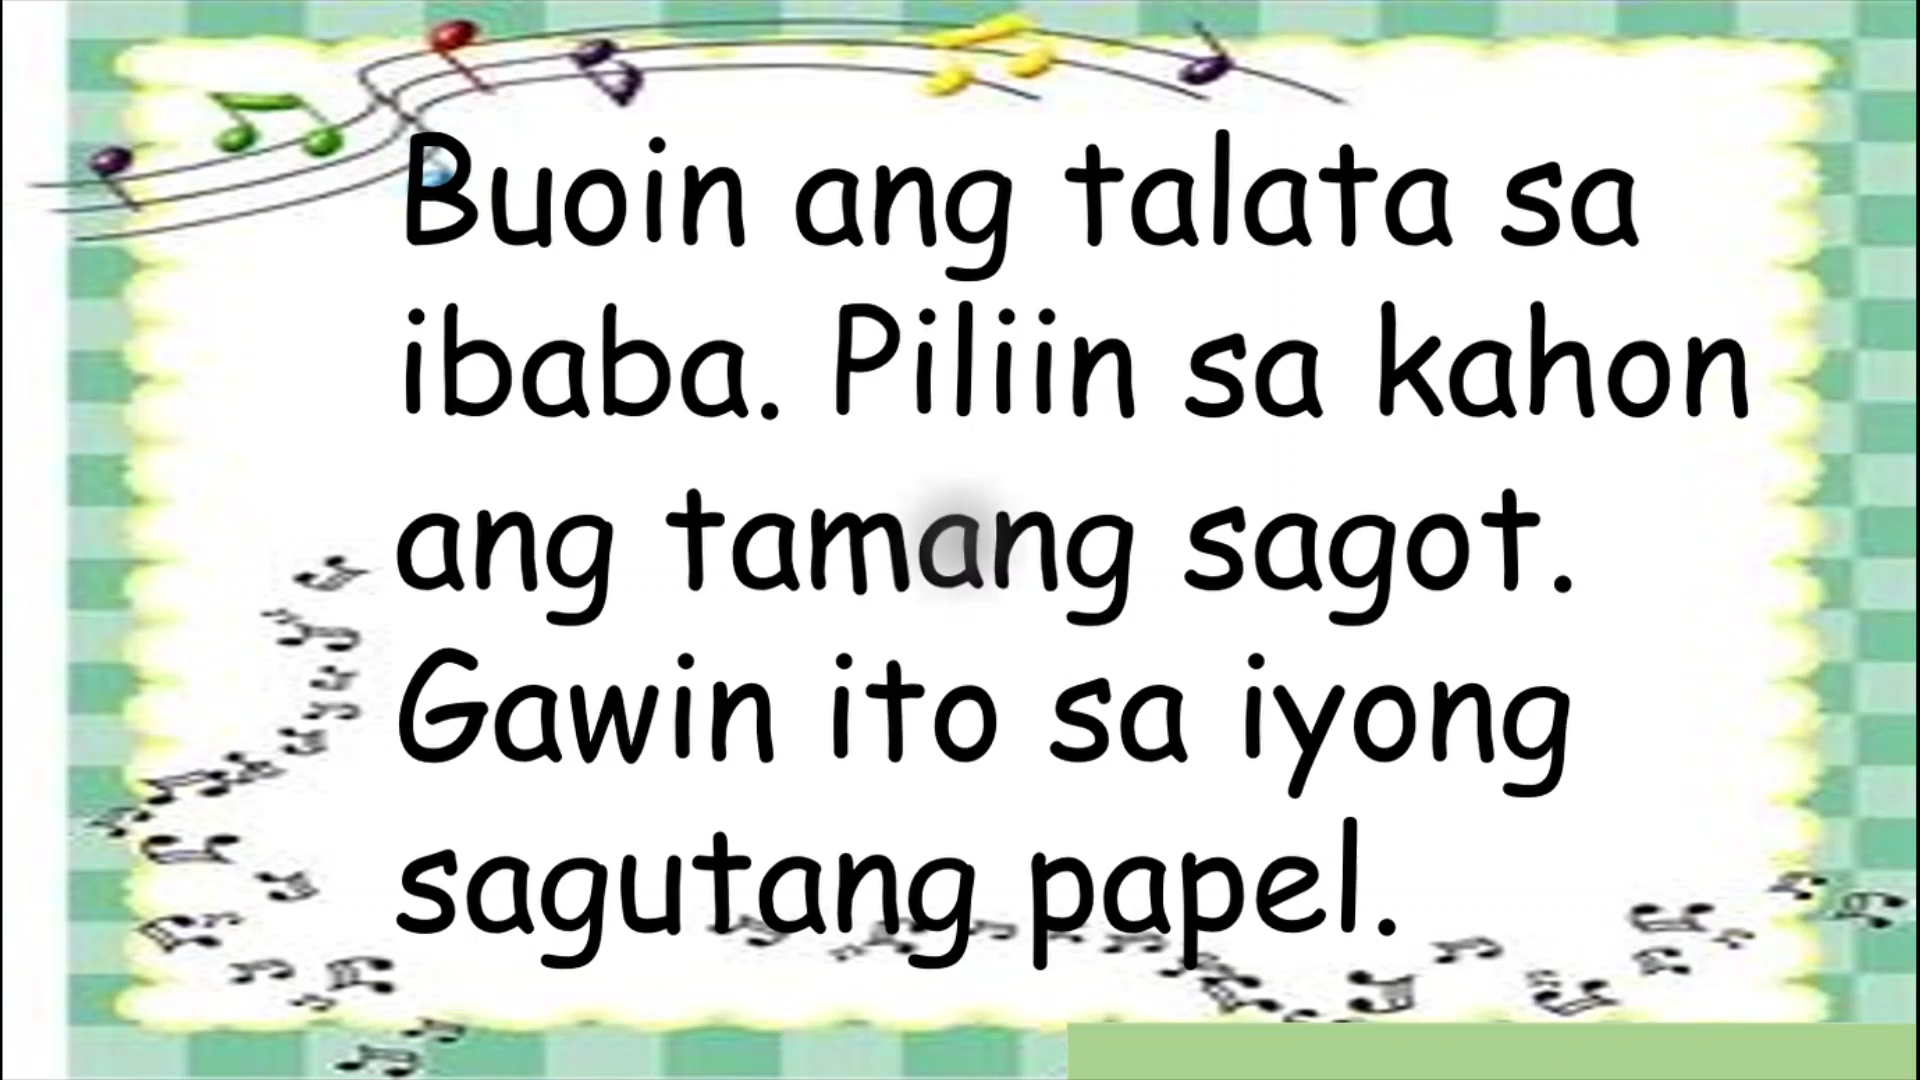 Buoin ang talata sa
ibaba. Piliin sa kahon
ang tamang sagot.
Gawin ito sa iyong
sagutang papel.